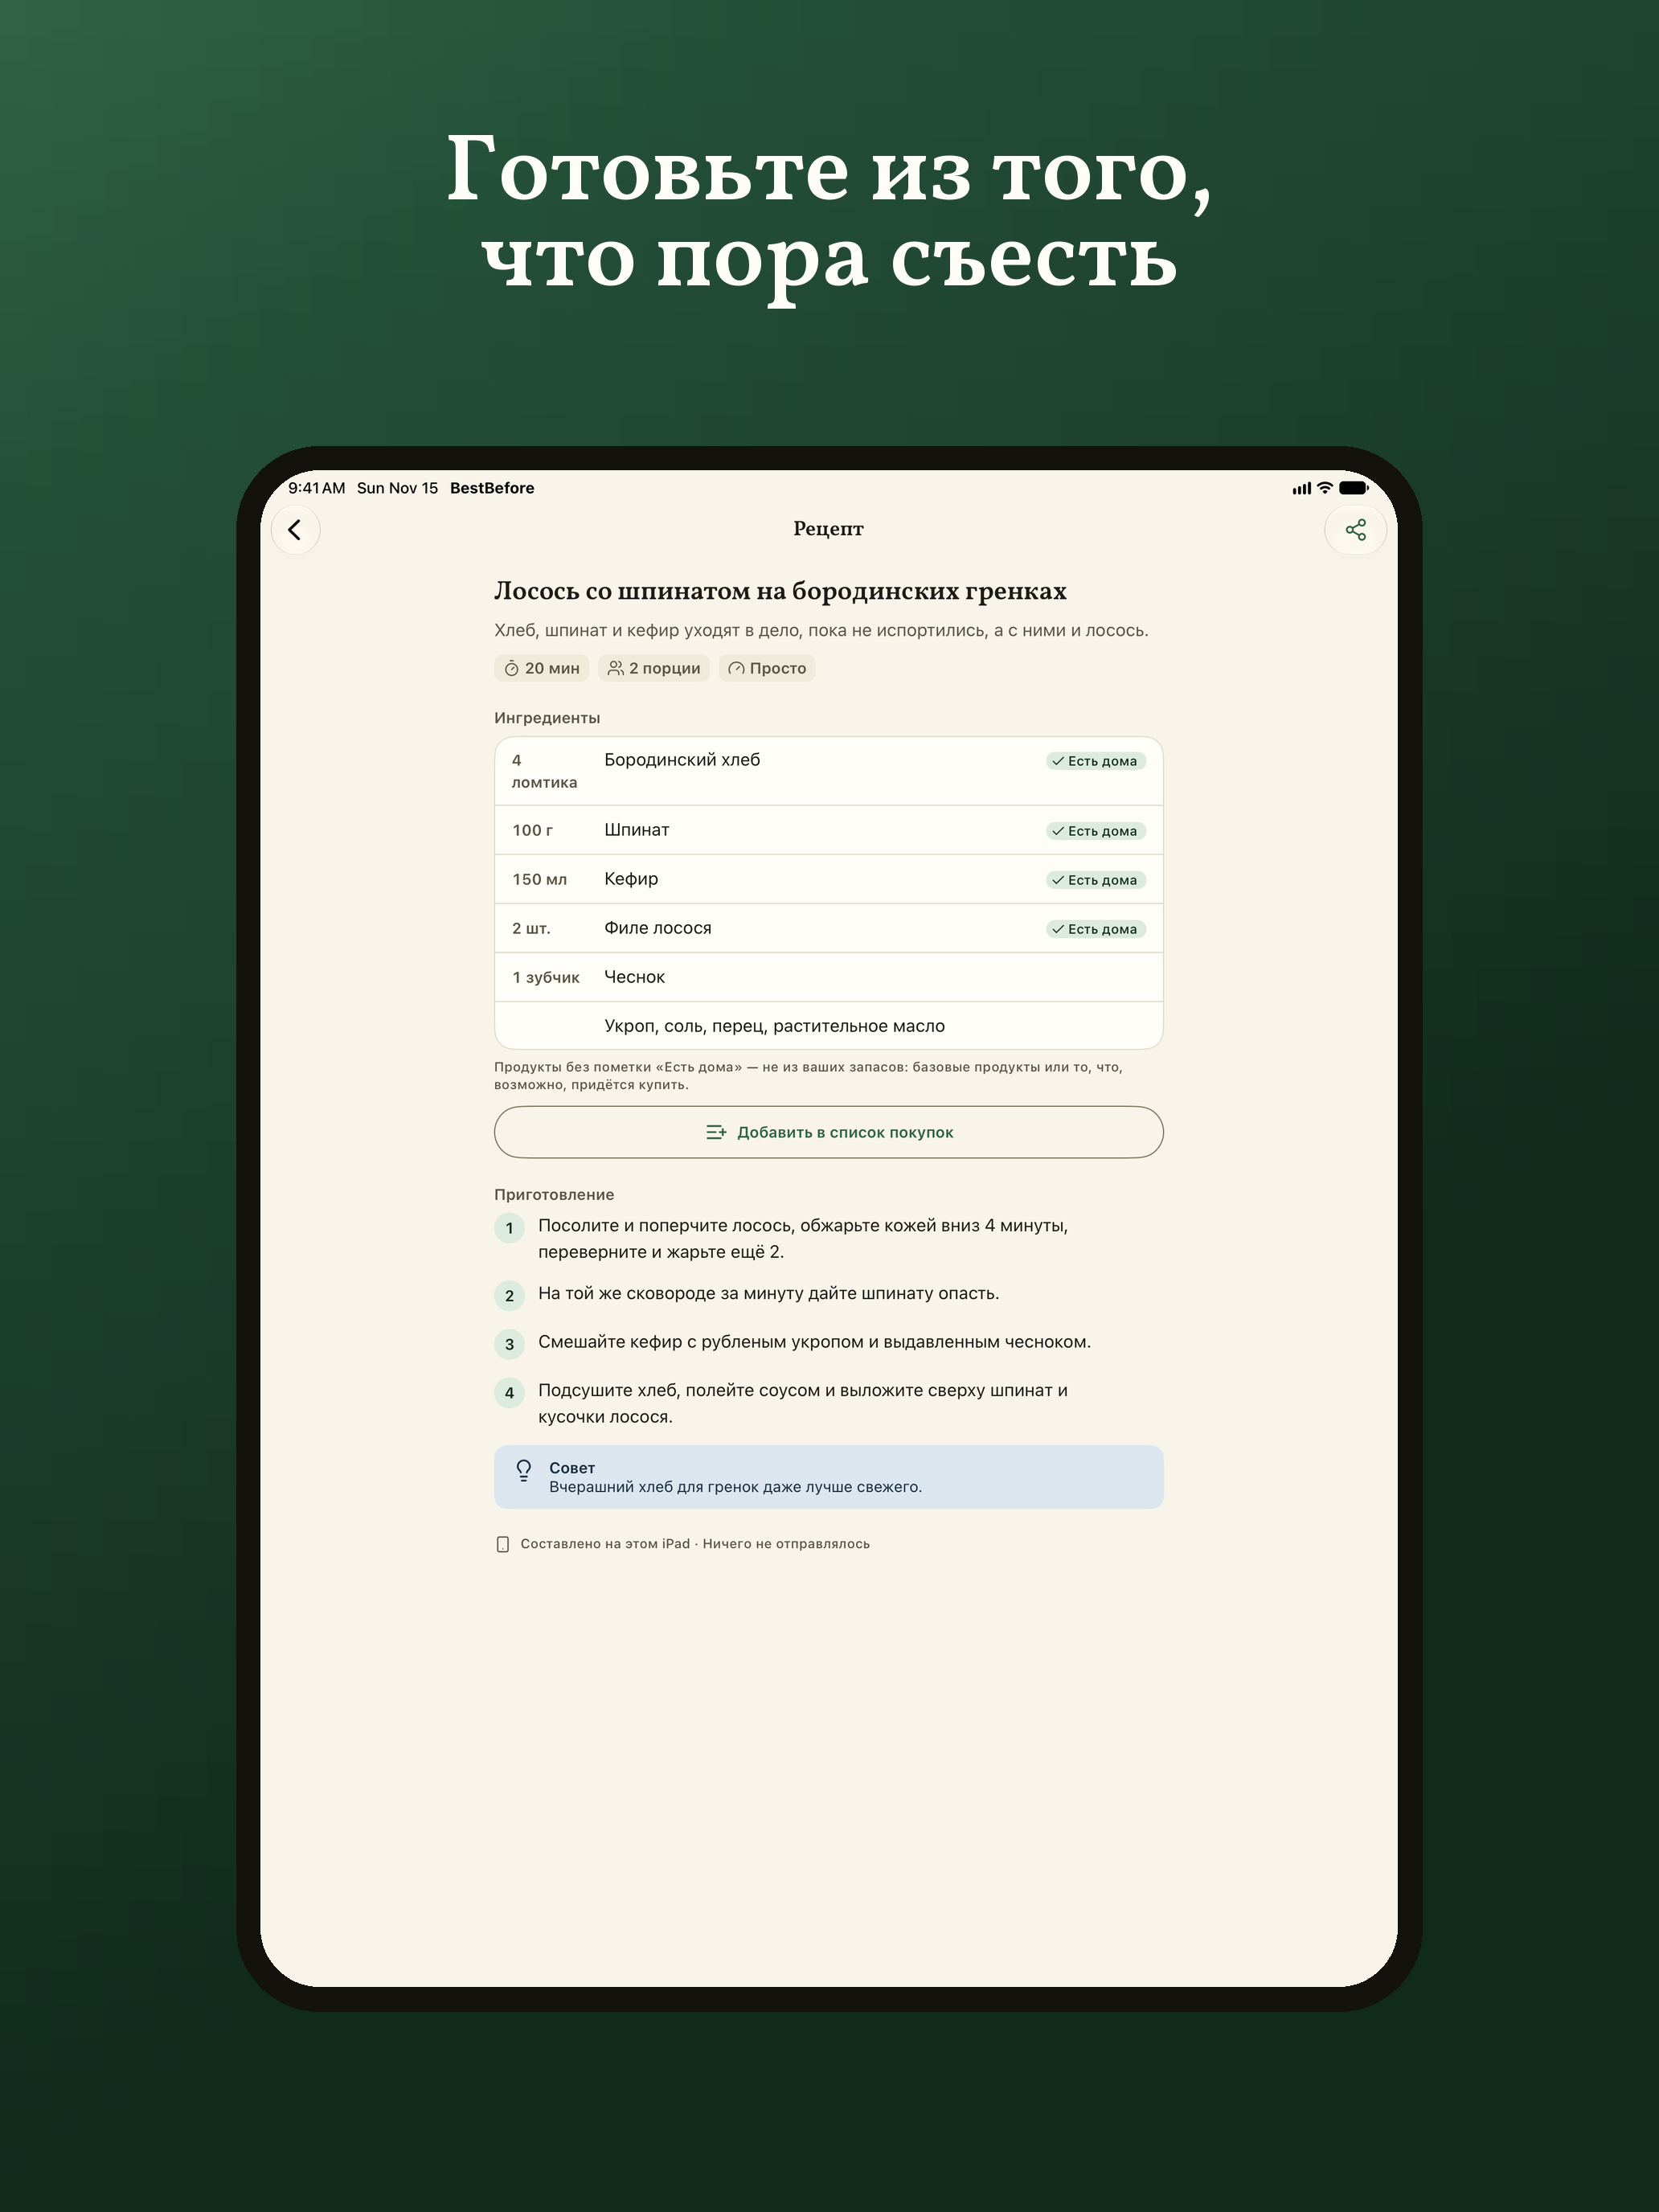 Готовьте из того,
что пора съесть
9:41 AM Sun Nov 15 BestBefore
Рецепт
Лосось со шпинатом на бородинских гренках
Хлеб, шпинат и кефир уходят в дело, пока не испортились, а с ними и лосось.
20 мин 2 порции Просто
Ингредиенты
4 ломтика Бородинский хлеб Есть дома
100 г Шпинат Есть дома
150 мл Кефир Есть дома
2 шт. Филе лосося Есть дома
1 зубчик Чеснок
Укроп, соль, перец, растительное масло
Продукты без пометки «Есть дома» — не из ваших запасов: базовые продукты или то, что,
возможно, придётся купить.
Добавить в список покупок
Приготовление
1 Посолите и поперчите лосось, обжарьте кожей вниз 4 минуты,
переверните и жарьте ещё 2.
2 На той же сковороде за минуту дайте шпинату опасть.
3 Смешайте кефир с рубленым укропом и выдавленным чесноком.
4 Подсушите хлеб, полейте соусом и выложите сверху шпинат и
кусочки лосося.
Совет
Вчерашний хлеб для гренок даже лучше свежего.
Составлено на этом iPad · Ничего не отправлялось